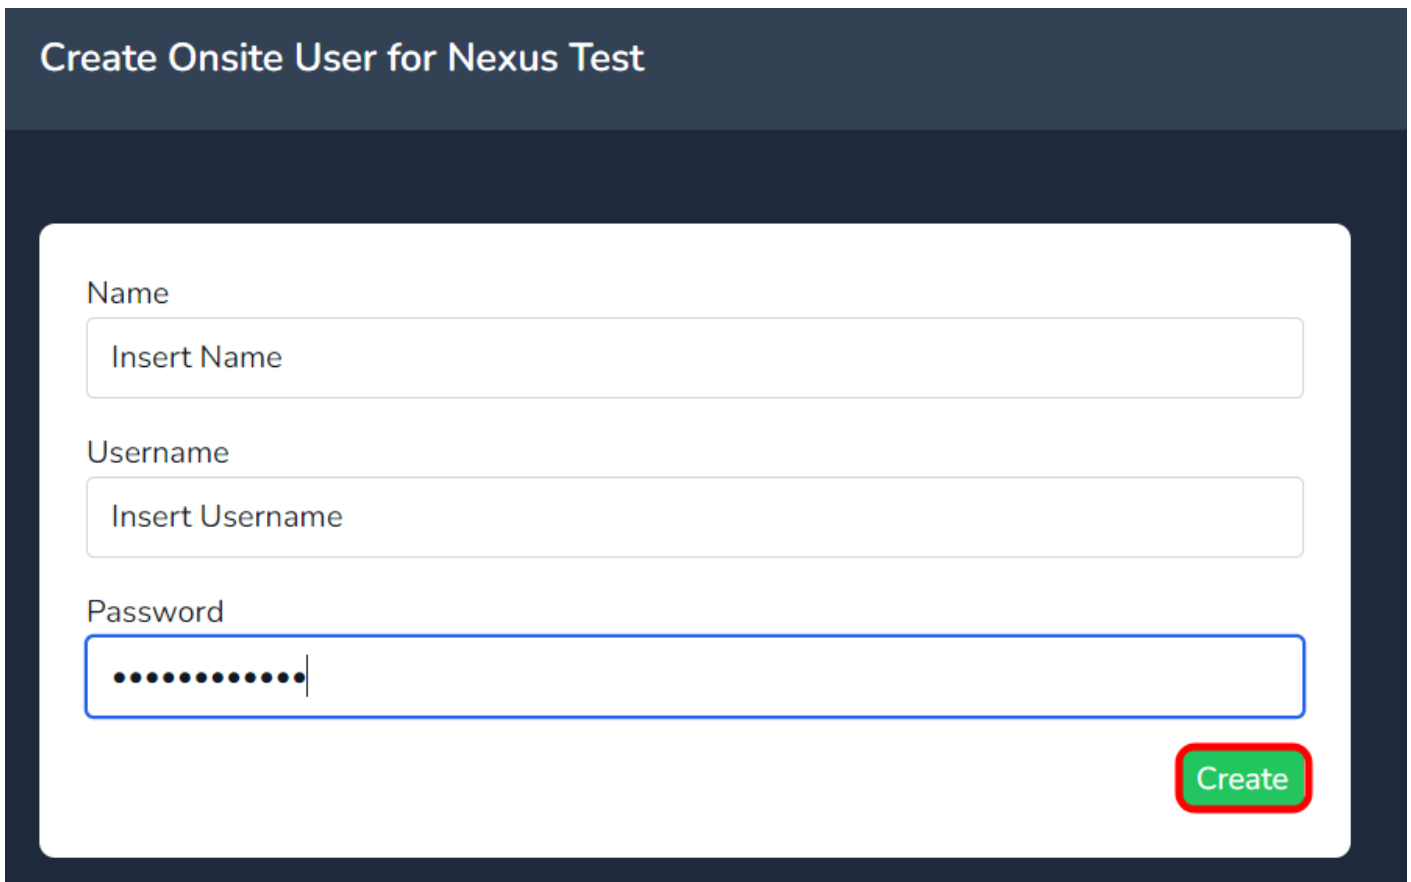 Create Onsite User for Nexus Test
Name
Insert Name
Username
Insert Username
Password
••••••••••••
Create